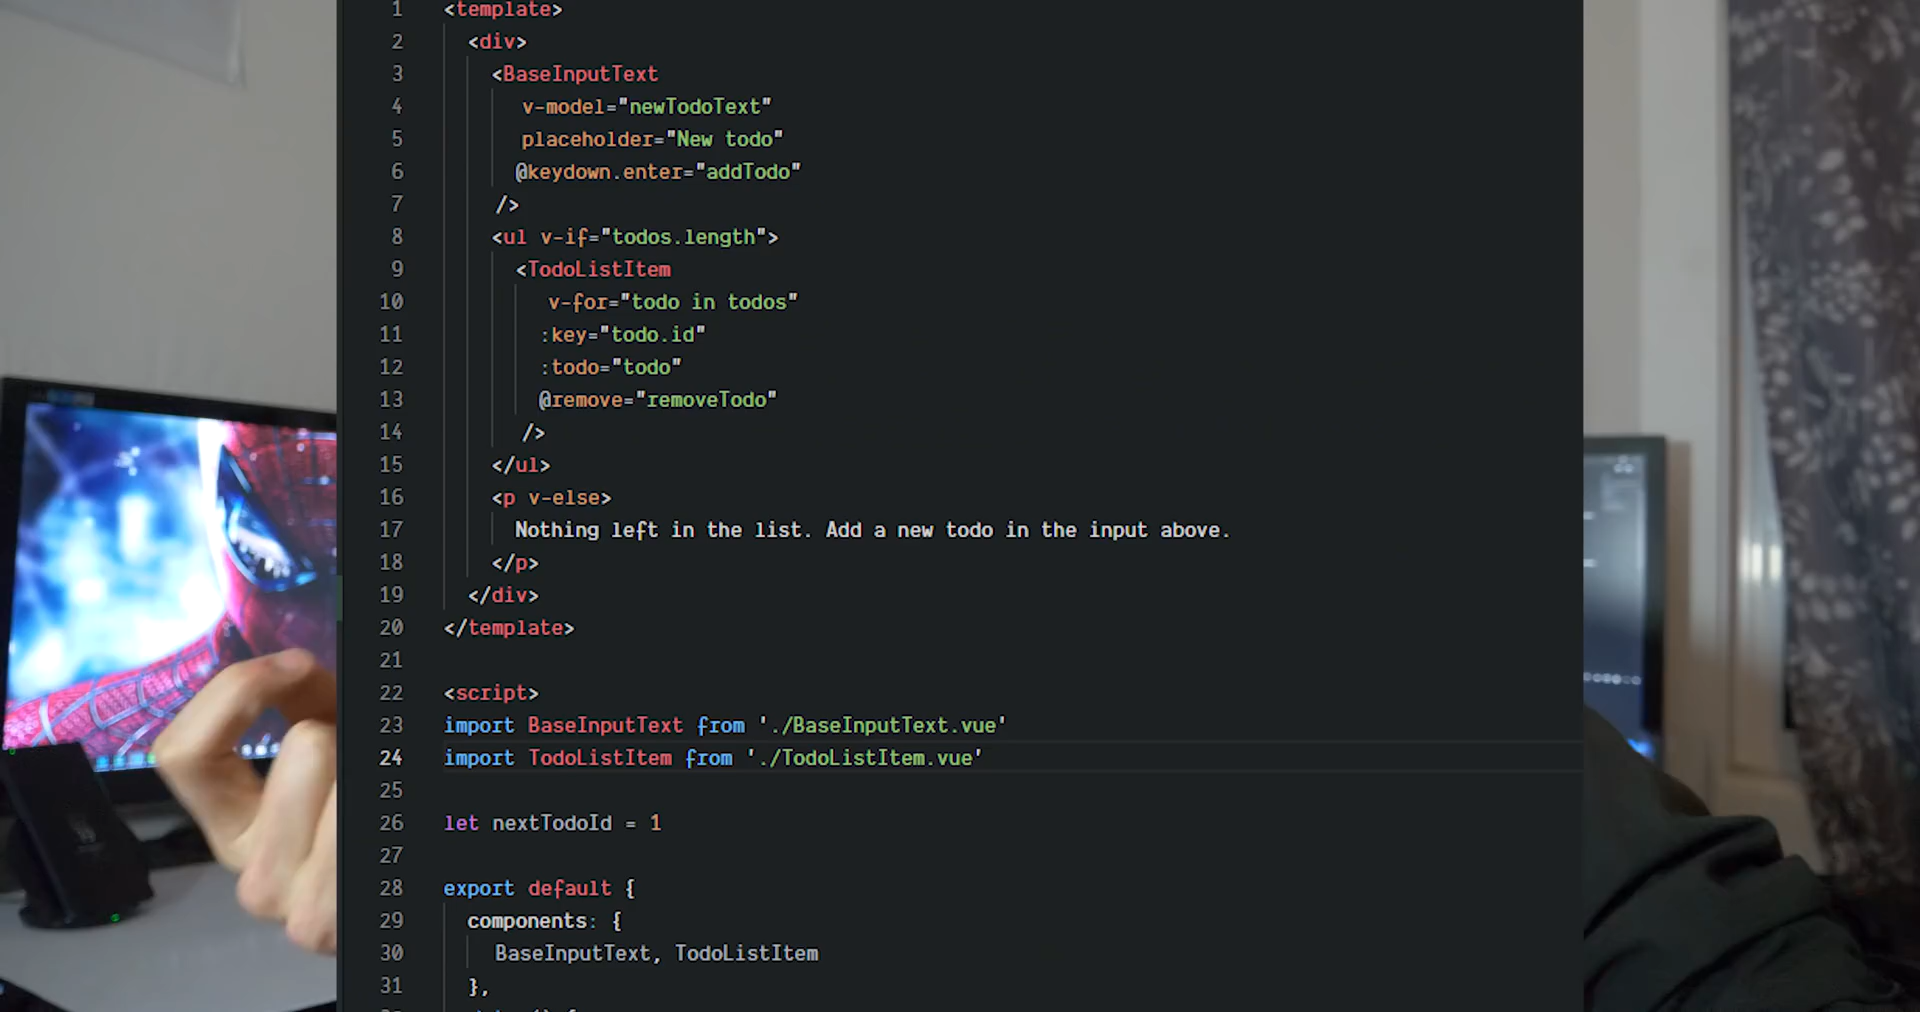 1 <template>
2 <div>
3 <BaseInputText
4 v-model="newTodoText"
5 placeholder="New todo"
6 @keydown.enter="addTodo"
7 />
8 <ul v-if="todos.length">
9 <TodoListItem
10 v-for="todo in todos"
11 :key="todo.id"
12 :todo="todo"
13 @remove="removeTodo"
14 />
15 </ul>
16 <p v-else>
17 Nothing left in the list. Add a new todo in the input above.
18 </p>
19 </div>
20 </template>
21
22 <script>
23 import BaseInputText from './BaseInputText.vue'
24 import TodoListItem from './TodoListItem.vue'
25
26 let nextTodoId = 1
27
28 export default {
29 components: {
30 BaseInputText, TodoListItem
31 },